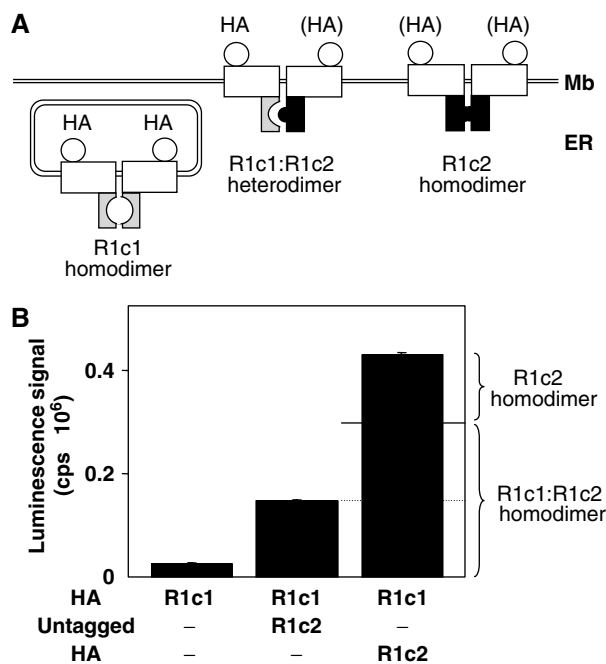 A
HA (HA) (HA) (HA)
Mb
HA HA
ER
R1c1:R1c2
heterodimer
R1c2
homodimer
R1c1
homodimer
B
Luminescence signal
(cps 10⁶)
0.4
0.2
0
R1c2
homodimer
R1c1:R1c2
homodimer
HA R1c1 R1c1 R1c1
Untagged – R1c2 –
HA – – R1c2